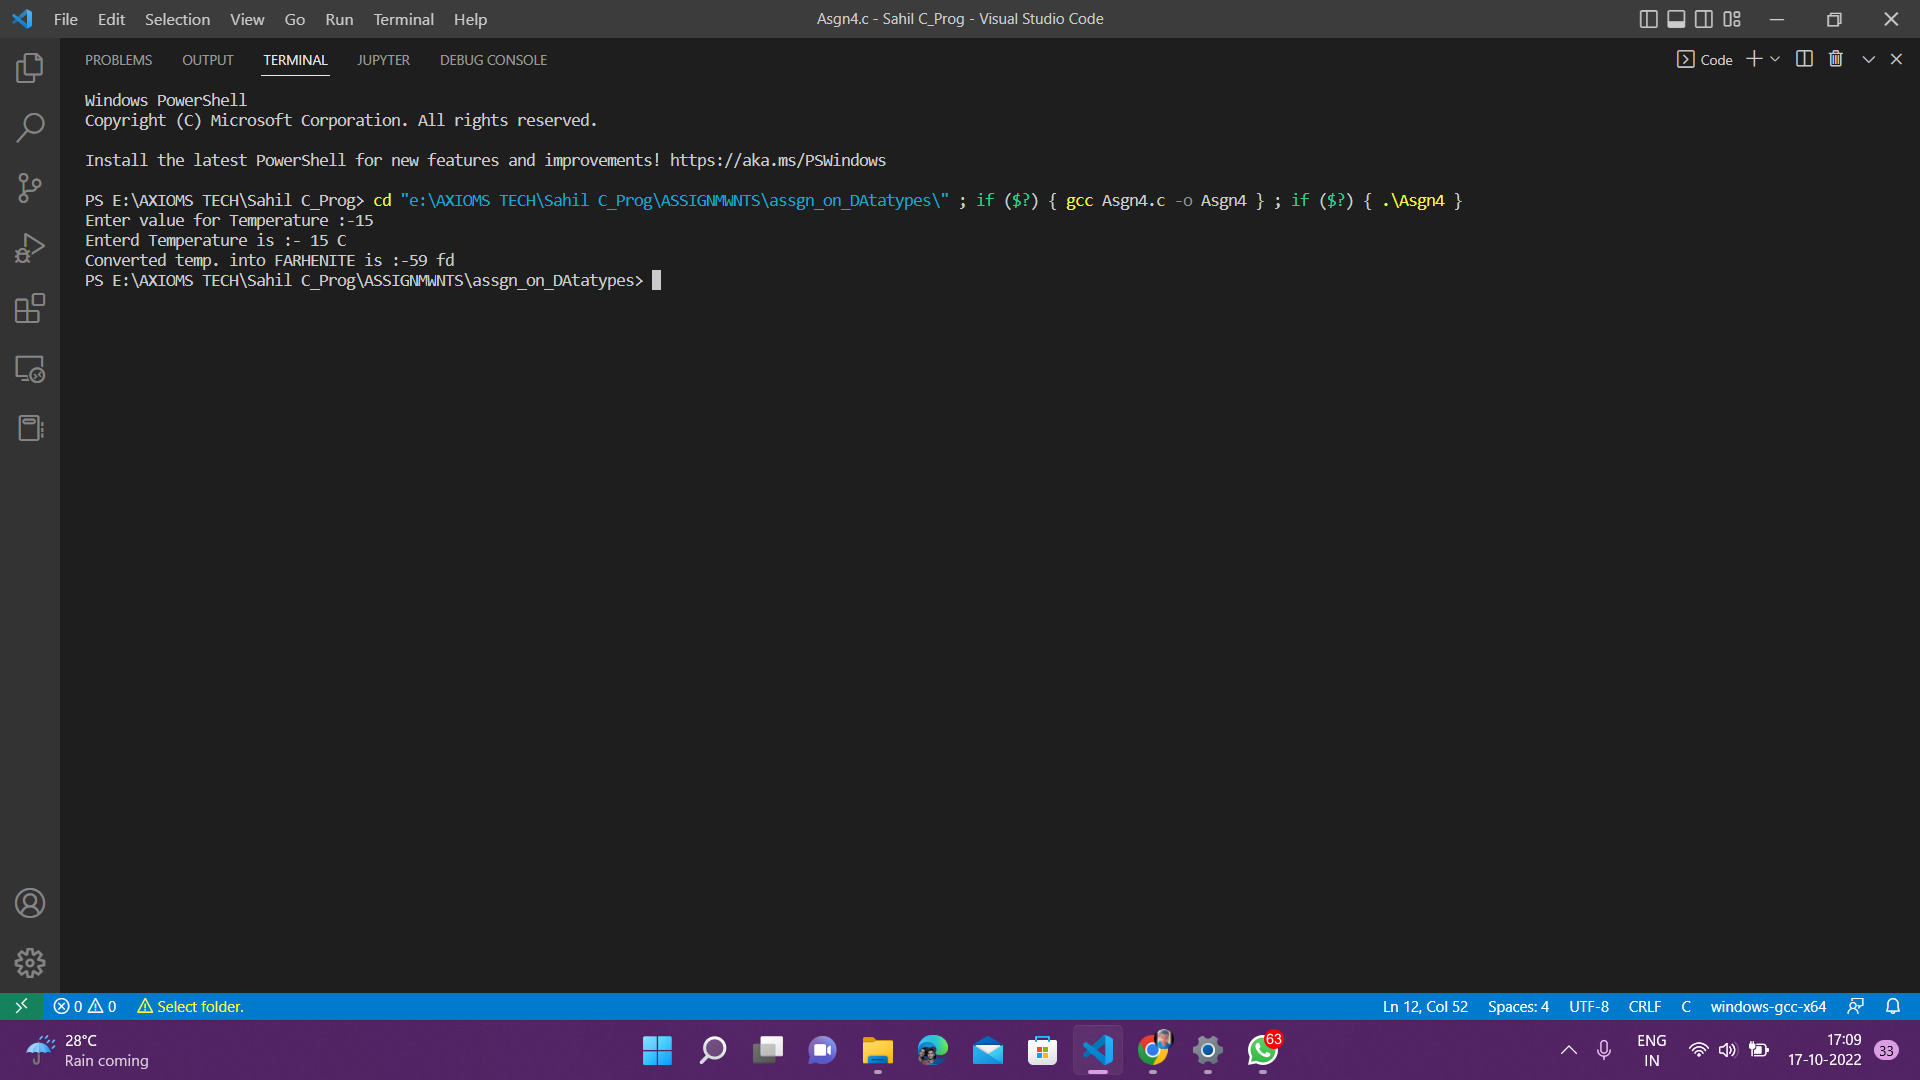 File Edit Selection View Go Run Terminal Help
Asgn4.c - Sahil C_Prog - Visual Studio Code
PROBLEMS OUTPUT TERMINAL JUPYTER DEBUG CONSOLE
Code
Windows PowerShell
Copyright (C) Microsoft Corporation. All rights reserved.
Install the latest PowerShell for new features and improvements! https://aka.ms/PSWindows
PS E:\AXIOMS TECH\Sahil C_Prog> cd "e:\AXIOMS TECH\Sahil C_Prog\ASSIGNMWNTS\assgn_on_DAtatypes\" ; if ($?) { gcc Asgn4.c -o Asgn4 } ; if ($?) { .\Asgn4 }
Enter value for Temperature :-15
Enterd Temperature is :- 15 C
Converted temp. into FARHENITE is :-59 fd
PS E:\AXIOMS TECH\Sahil C_Prog\ASSIGNMWNTS\assgn_on_DAtatypes>
0 0 Select folder.
Ln 12, Col 52 Spaces: 4 UTF-8 CRLF C windows-gcc-x64
28°C
Rain coming
63
ENG
IN
17:09
17-10-2022
33